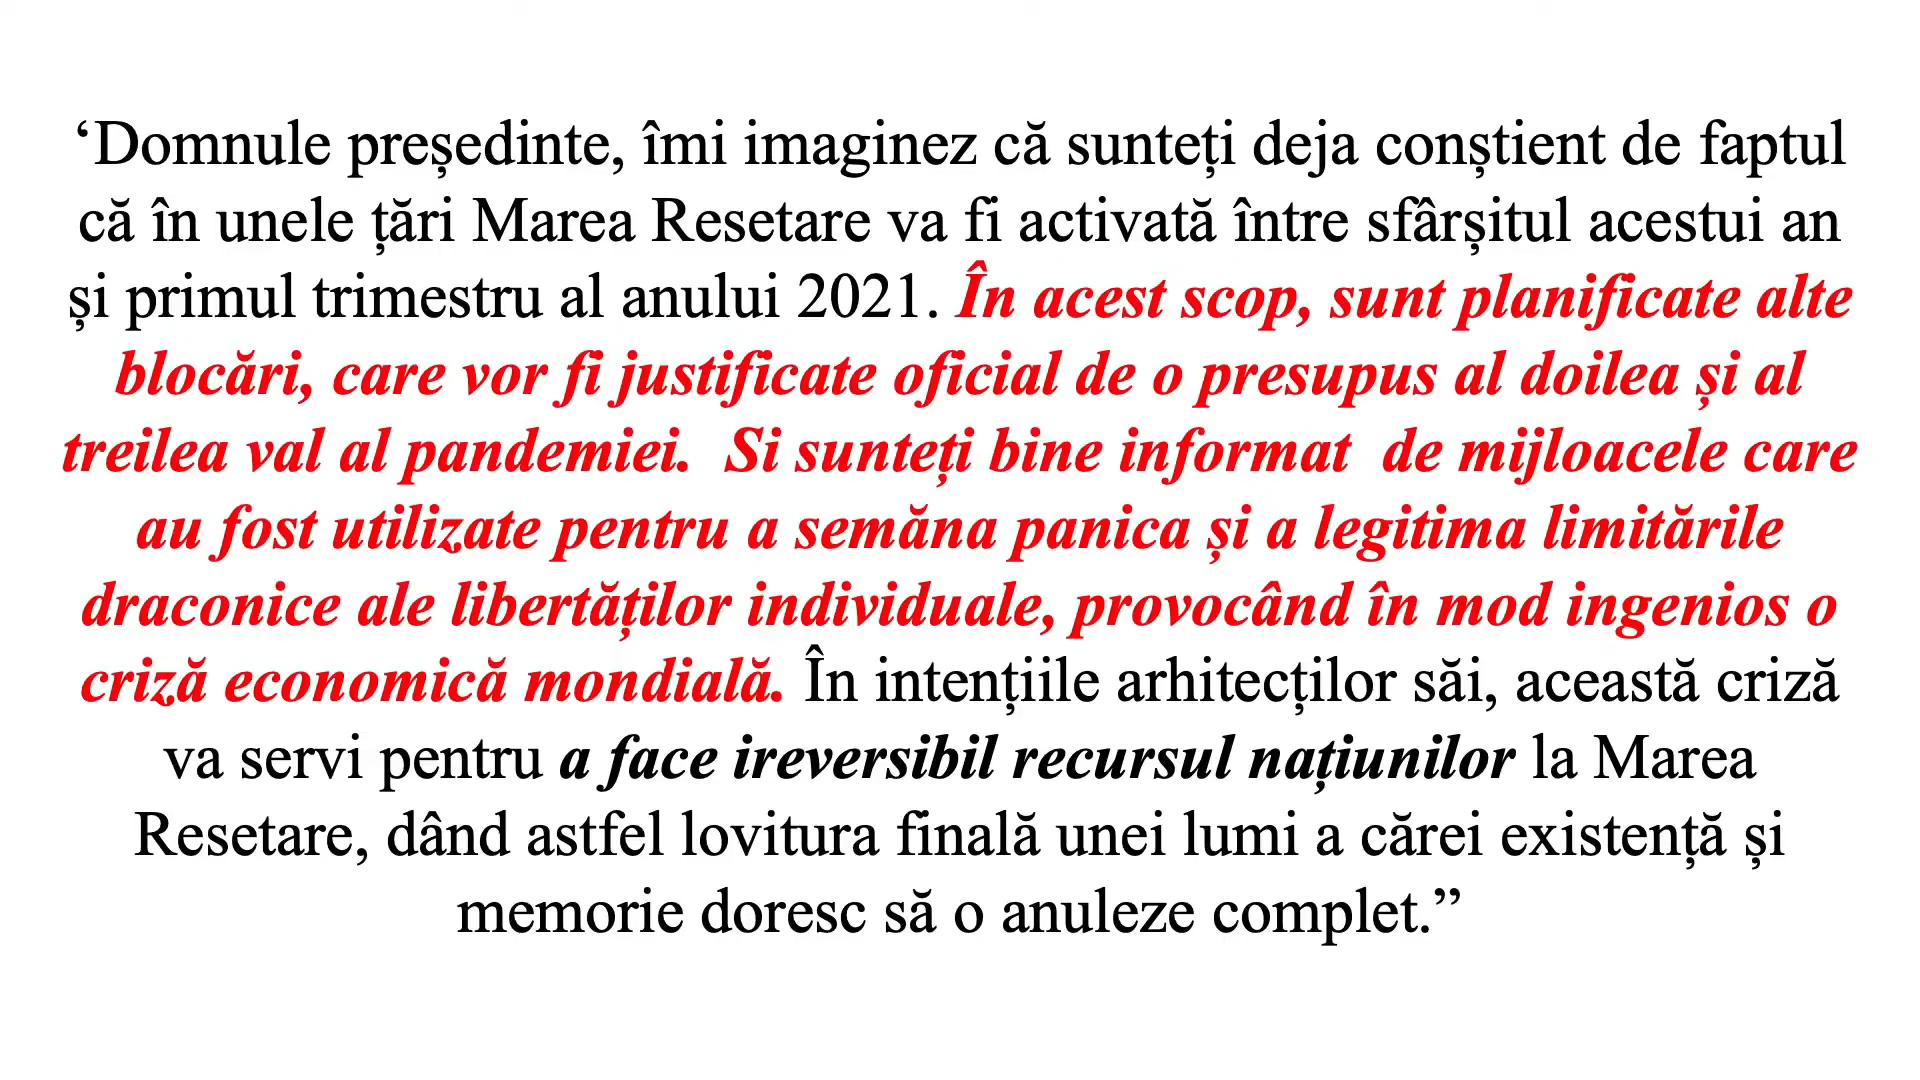 ‘Domnule președinte, îmi imaginez că sunteți deja conștient de faptul
că în unele țări Marea Resetare va fi activată între sfârșitul acestui an
și primul trimestru al anului 2021. În acest scop, sunt planificate alte
blocări, care vor fi justificate oficial de o presupus al doilea și al
treilea val al pandemiei.  Si sunteți bine informat  de mijloacele care
au fost utilizate pentru a semăna panica și a legitima limitările
draconice ale libertăților individuale, provocând în mod ingenios o
criză economică mondială. În intențiile arhitecților săi, această criză
va servi pentru a face ireversibil recursul națiunilor la Marea
Resetare, dând astfel lovitura finală unei lumi a cărei existență și
memorie doresc să o anuleze complet.”